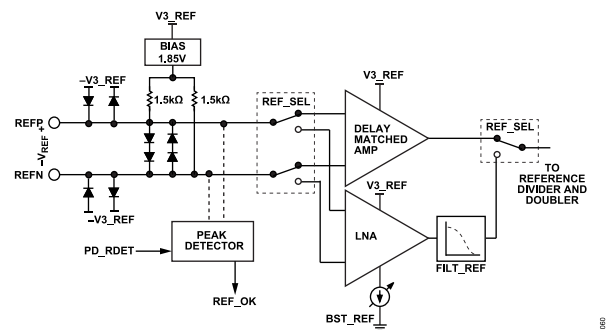 V3_REF
BIAS
1.85V
–V3_REF
1.5kΩ
1.5kΩ
REFP
+
VREF
–
REFN
–V3_REF
PD_RDET
PEAK
DETECTOR
REF_OK
REF_SEL
V3_REF
DELAY
MATCHED
AMP
V3_REF
LNA
BST_REF
FILT_REF
REF_SEL
TO
REFERENCE
DIVIDER AND
DOUBLER
060